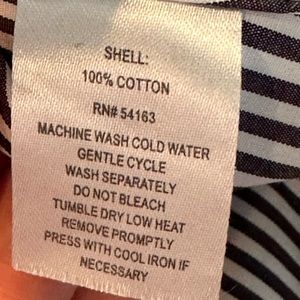 SHELL:
100% COTTON
RN# 54163
MACHINE WASH COLD WATER
GENTLE CYCLE
WASH SEPARATELY
DO NOT BLEACH
TUMBLE DRY LOW HEAT
REMOVE PROMPTLY
PRESS WITH COOL IRON IF
NECESSARY